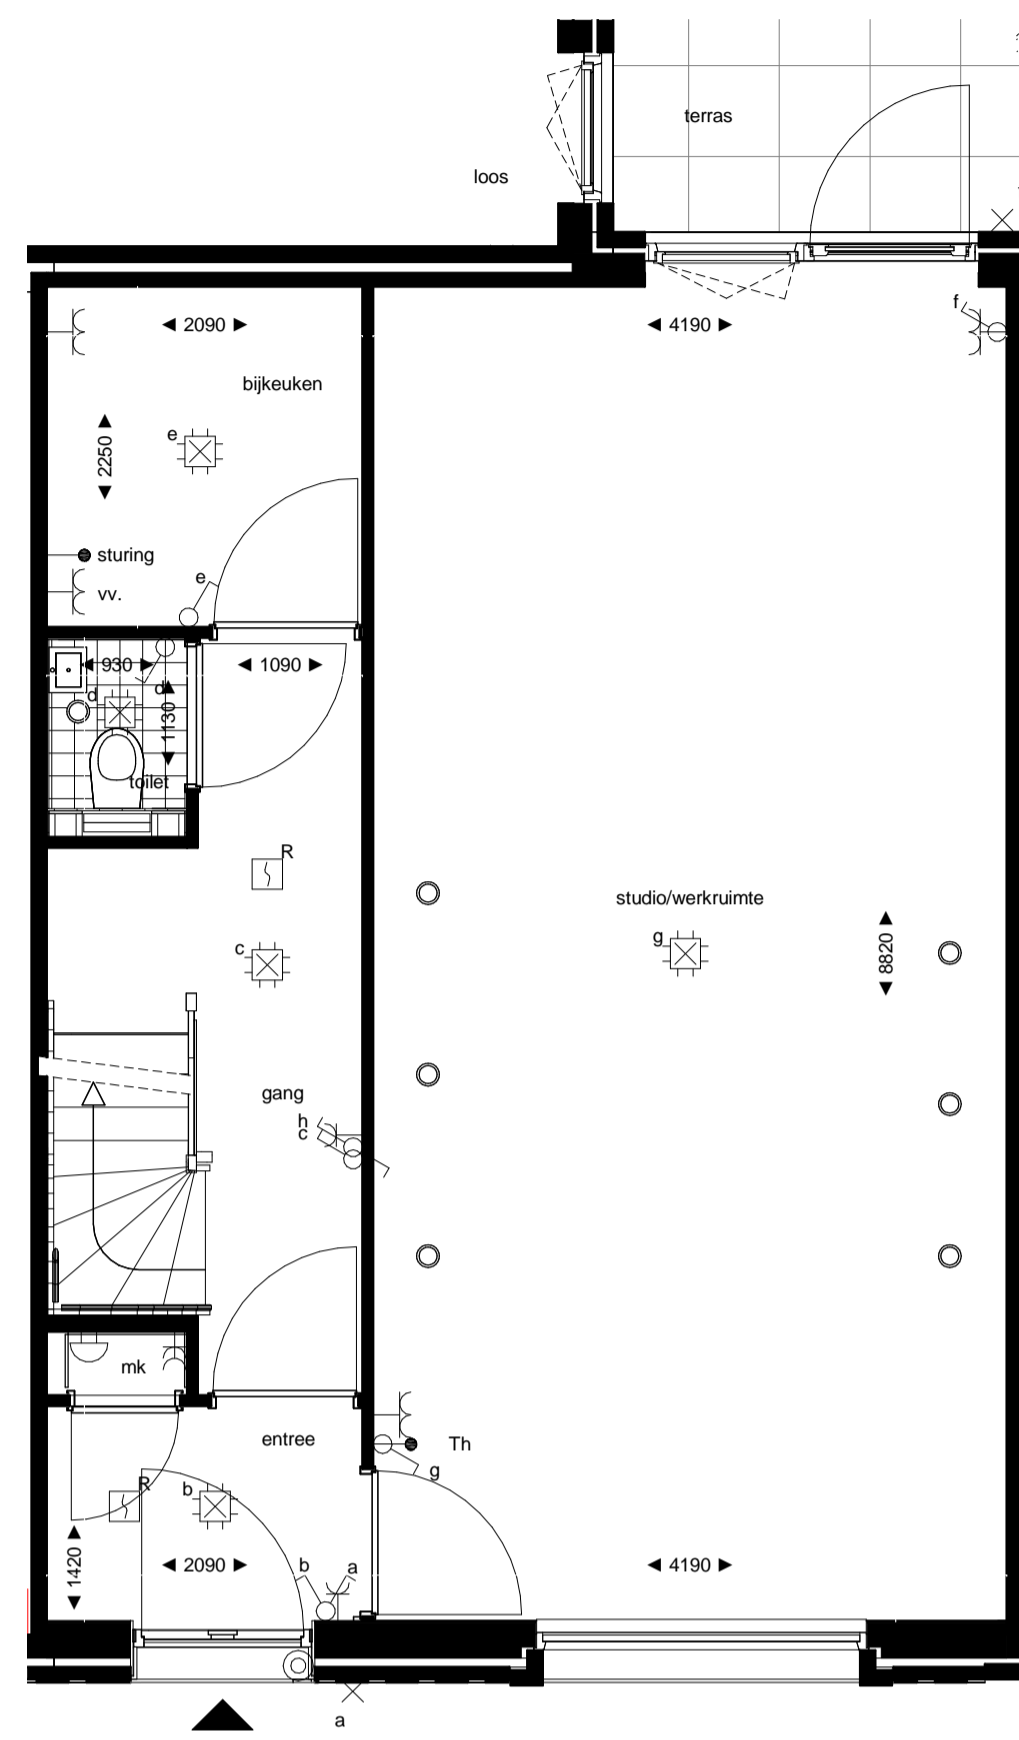 terras
loos
2090
4190
f
bijkeuken
e
2250
sturing
e
vv.
930
1090
d
d
1130
toilet
R
studio/werkruimte
c
g
8820
gang
h
c
mk
entree
Th
g
R
b
1420
2090
b
a
4190
a